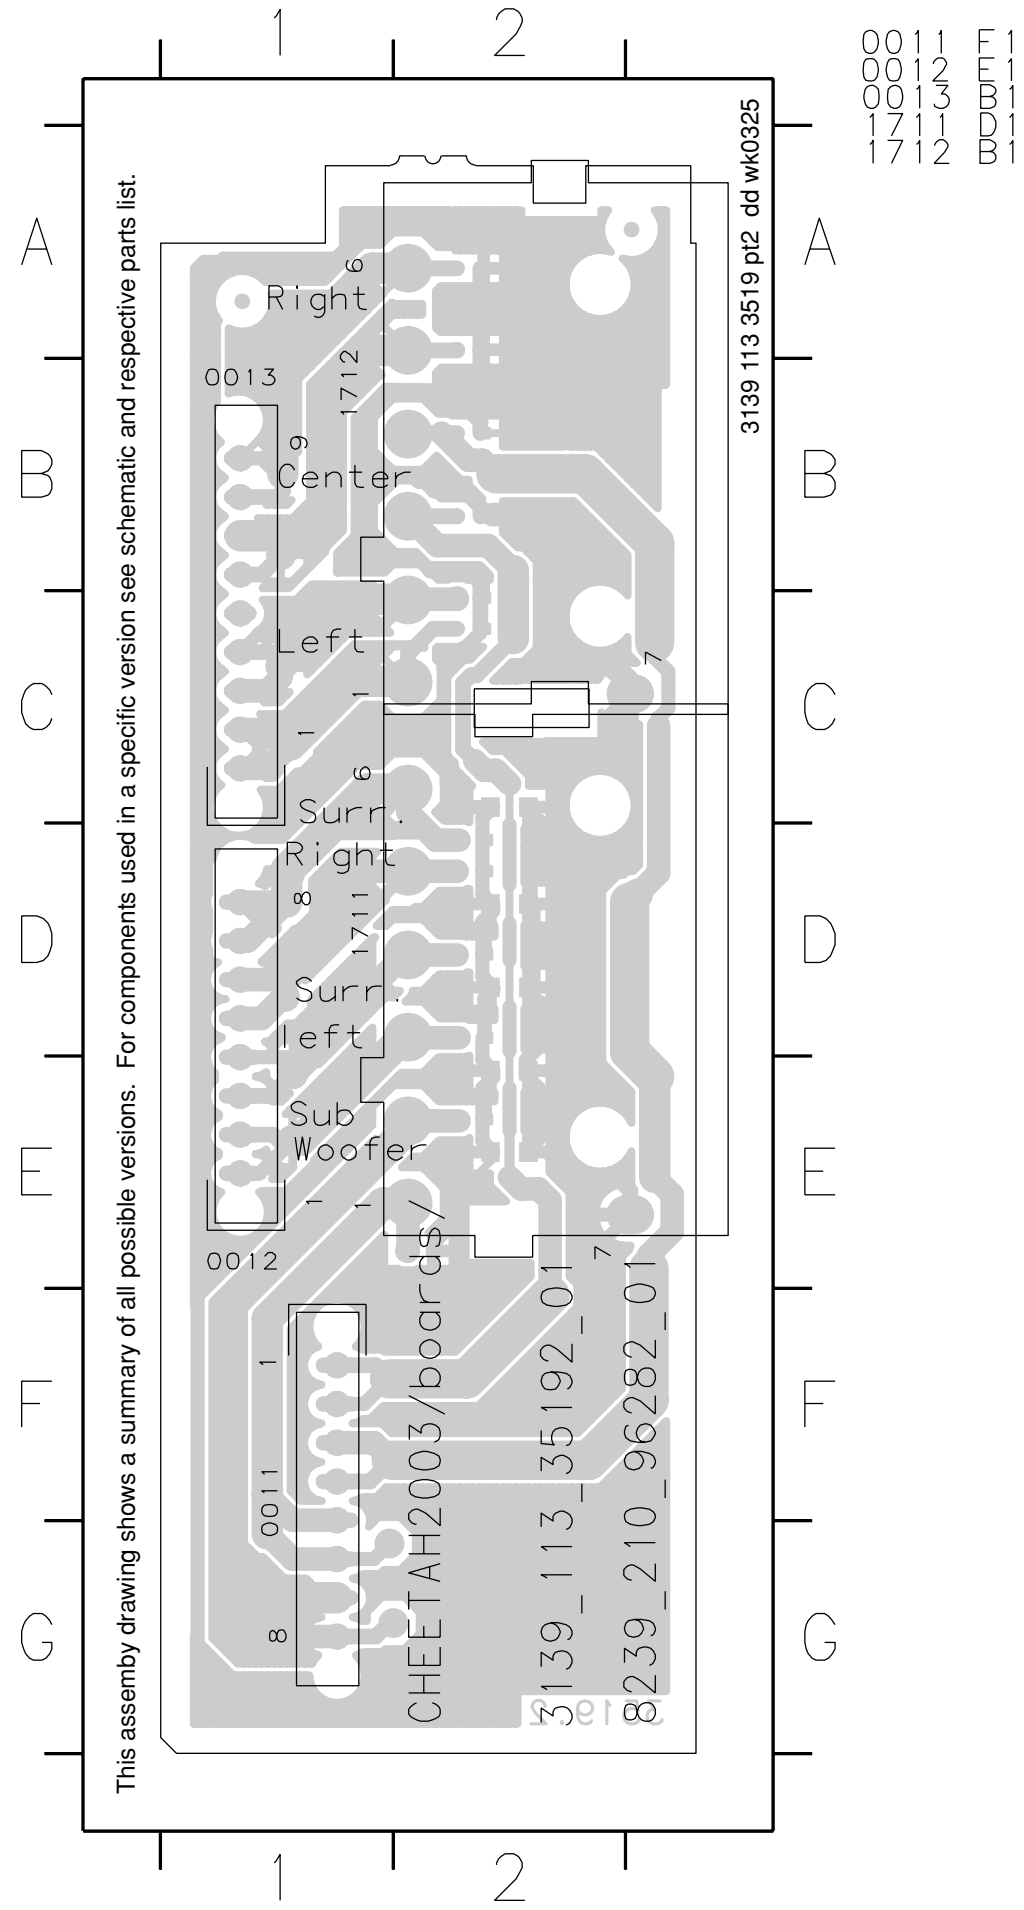 1 2
0011 F1
0012 E1
0013 B1
1711 D1
1712 B1
This assemby drawing shows a summary of all possible versions. For components used in a specific version see schematic and respective parts list.
3139 113 3519 pt2 dd wk0325
A A
6
Right
1712
0013
9
B B
Center
Left
7
C C
1
1
6
Surr.
Right
8
D D
1711
Surr.
left
Sub
Woofer
E E
1 1
7
0012
1
F F
0011
CHEETAH2003/boards/
3139_113_35192_01
8239_210_96282_01
8
G G
3519.2
1 2